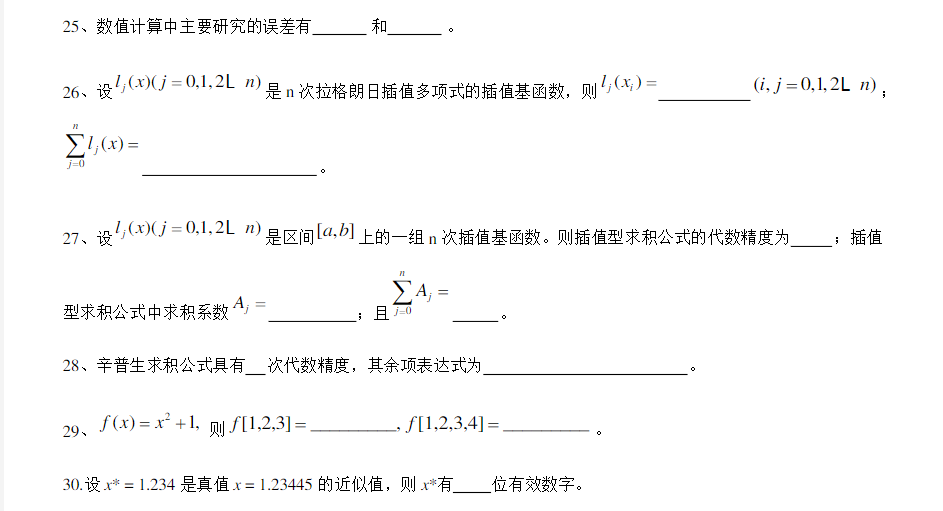 25、数值计算中主要研究的误差有______ 和______ 。
26、设 l_j(x)(j = 0,1,2L n) 是 n 次拉格朗日插值多项式的插值基函数，则 l_j(x_i) = __________ (i, j = 0,1,2L n)；
∑_{j=0}^{n} l_j(x) = ___________________。
27、设 l_j(x)(j = 0,1,2L n) 是区间 [a,b] 上的一组 n 次插值基函数。则插值型求积公式的代数精度为_____；插值
型求积公式中求积系数 A_j = __________；且 ∑_{j=0}^{n} A_j = _____。
28、辛普生求积公式具有__次代数精度，其余项表达式为______________________。
29、 f(x) = x² +1, 则 f[1,2,3] = _________, f[1,2,3,4] = _________ 。
30.设 x* = 1.234 是真值 x = 1.23445 的近似值，则 x*有____位有效数字。